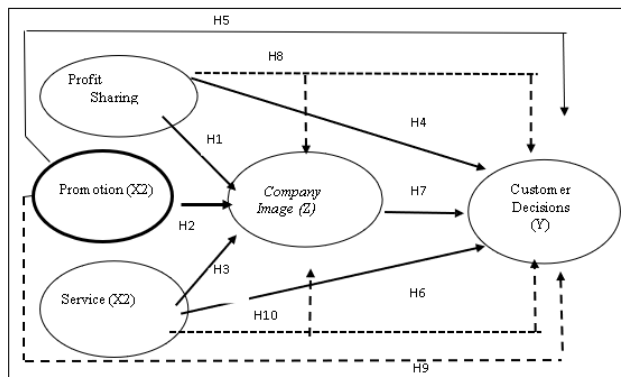 H5
H8
Profit
Sharing
H4
H1
Promotion (X2)
Company
Image (Z)
H7
Customer
Decisions
(Y)
H2
H3
Service (X2)
H6
H10
H9